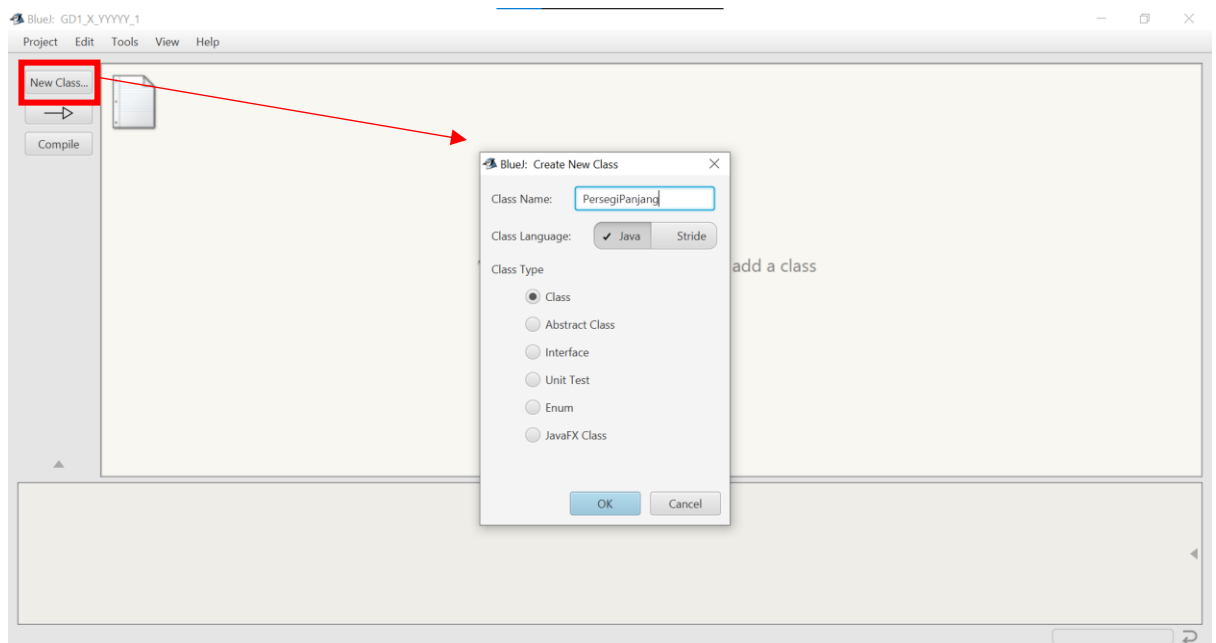 BlueJ: GD1_X_YYYYY_1
Project Edit Tools View Help
New Class...
Compile
BlueJ: Create New Class
Class Name: PersegiPanjang
Class Language: Java Stride
Class Type
add a class
Class
Abstract Class
Interface
Unit Test
Enum
JavaFX Class
OK Cancel